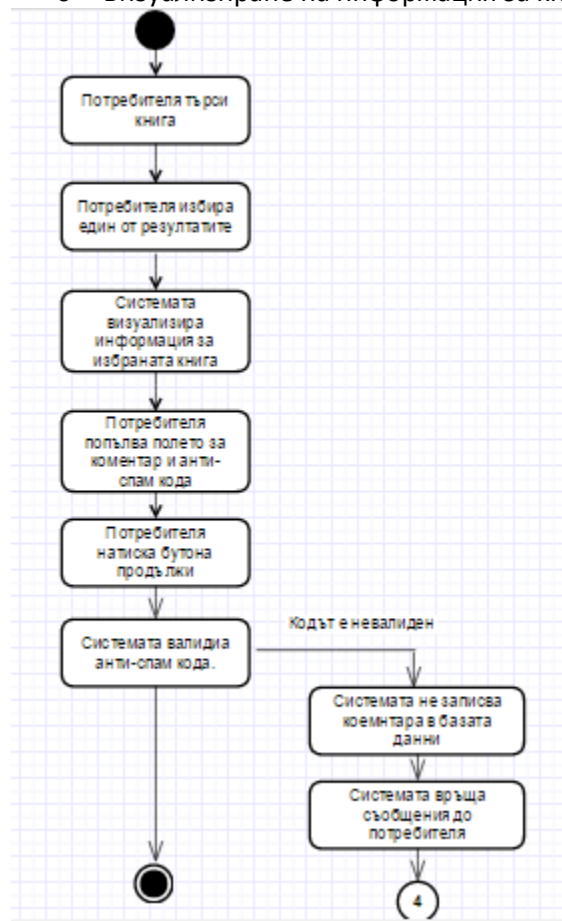 Потребителя търси
книга
Потребителя избира
един от резултатите
Системата
визуализира
информация за
избраната книга
Потребителя
попълва полето за
коментар и анти-
спам кода
Потребителя
натиска бутона
продължи
Системата валидиа
анти-спам кода.
Кодът е невалиден
Системата не записва
коемнтара в базата
данни
Системата връща
съобщения до
потребителя
4